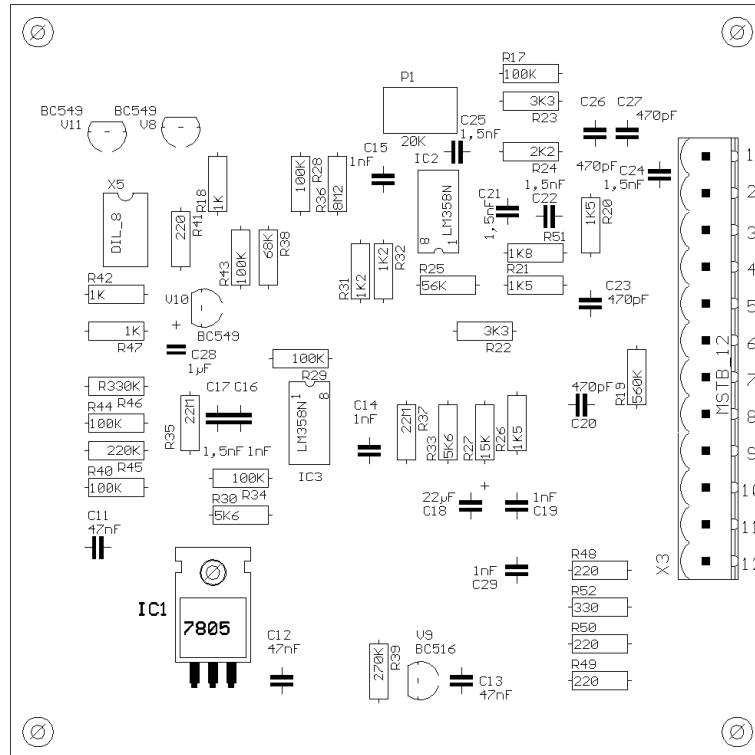 R17
100K
P1
3K3
R23
C26
C27
470pF
BC549
V11
BC549
V8
C25
1,5nF
20K
IC2
C15
1nF
2K2
R24
470pF
C24
1,5nF
1
X5
DIL_8
R18
1K
100K
R36
R28
8M2
LM358N
8
1
C21
1,5nF
1,5nF
C22
1K5
R20
2
220
R41
R43
100K
68K
R38
R31
1K2
1K2
R32
R51
1K8
3
R42
1K
R25
56K
R21
1K5
4
V10
BC549
C23
470pF
5
1K
R47
C28
1µF
+
3K3
R22
6
100K
R29
R19
560K
MSTB_12
7
R330K
R46
R44
100K
R35
22M
C17
C16
1,5nF
1nF
LM358N
1
8
IC3
C14
1nF
22M
R37
R33
5K6
R27
15K
R26
1K5
470pF
C20
8
220K
R45
9
R40
100K
100K
R34
R30
5K6
+
22µF
C18
1nF
C19
10
C11
47nF
11
1nF
C29
R48
220
X3
12
IC1
7805
R52
330
C12
47nF
270K
R39
V9
BC516
C13
47nF
R50
220
R49
220